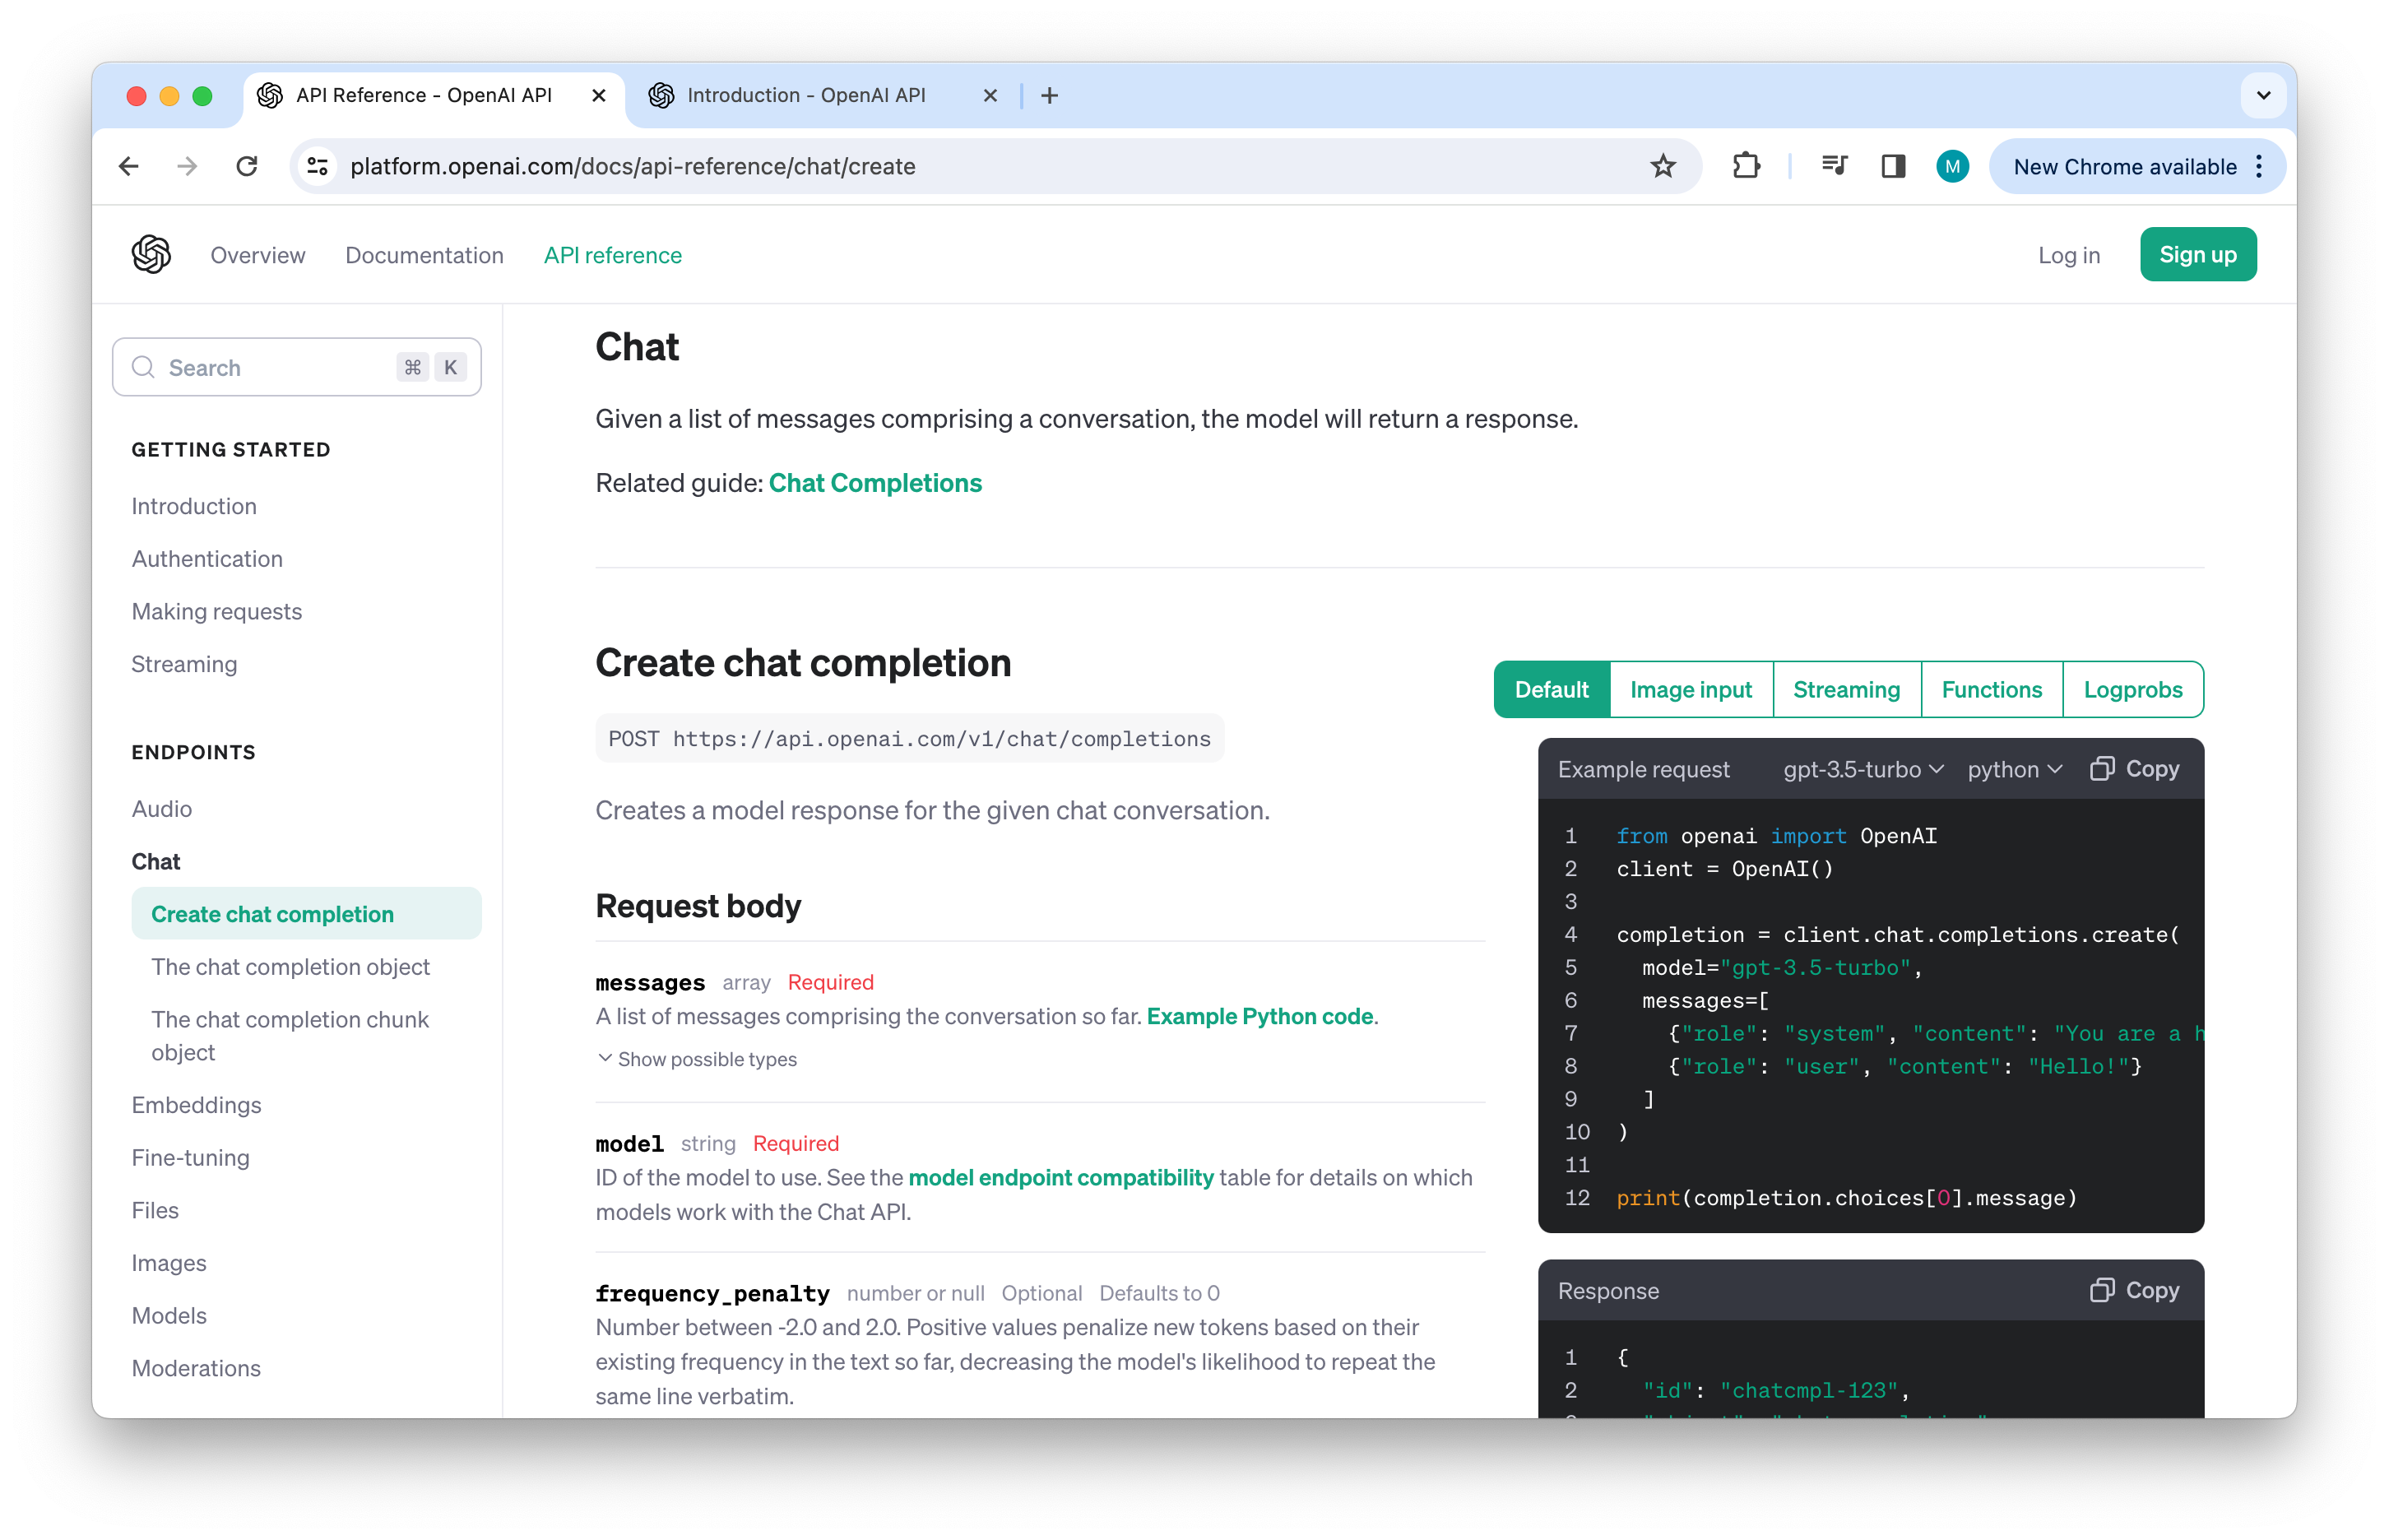 API Reference - OpenAI API
Introduction - OpenAI API
platform.openai.com/docs/api-reference/chat/create
M
New Chrome available
Overview
Documentation
API reference
Log in
Sign up
Search
⌘
K
GETTING STARTED
Introduction
Authentication
Making requests
Streaming
ENDPOINTS
Audio
Chat
Create chat completion
The chat completion object
The chat completion chunk
object
Embeddings
Fine-tuning
Files
Images
Models
Moderations
Chat
Given a list of messages comprising a conversation, the model will return a response.
Related guide: Chat Completions
Create chat completion
POST https://api.openai.com/v1/chat/completions
Creates a model response for the given chat conversation.
Request body
messages array Required
A list of messages comprising the conversation so far. Example Python code.
Show possible types
model string Required
ID of the model to use. See the model endpoint compatibility table for details on which
models work with the Chat API.
frequency_penalty number or null Optional Defaults to 0
Number between -2.0 and 2.0. Positive values penalize new tokens based on their
existing frequency in the text so far, decreasing the model's likelihood to repeat the
same line verbatim.
Default
Image input
Streaming
Functions
Logprobs
Example request
gpt-3.5-turbo
python
Copy
1 from openai import OpenAI
2 client = OpenAI()
3
4 completion = client.chat.completions.create(
5 model="gpt-3.5-turbo",
6 messages=[
7 {"role": "system", "content": "You are a h
8 {"role": "user", "content": "Hello!"}
9 ]
10 )
11
12 print(completion.choices[0].message)
Response
Copy
1 {
2 "id": "chatcmpl-123",